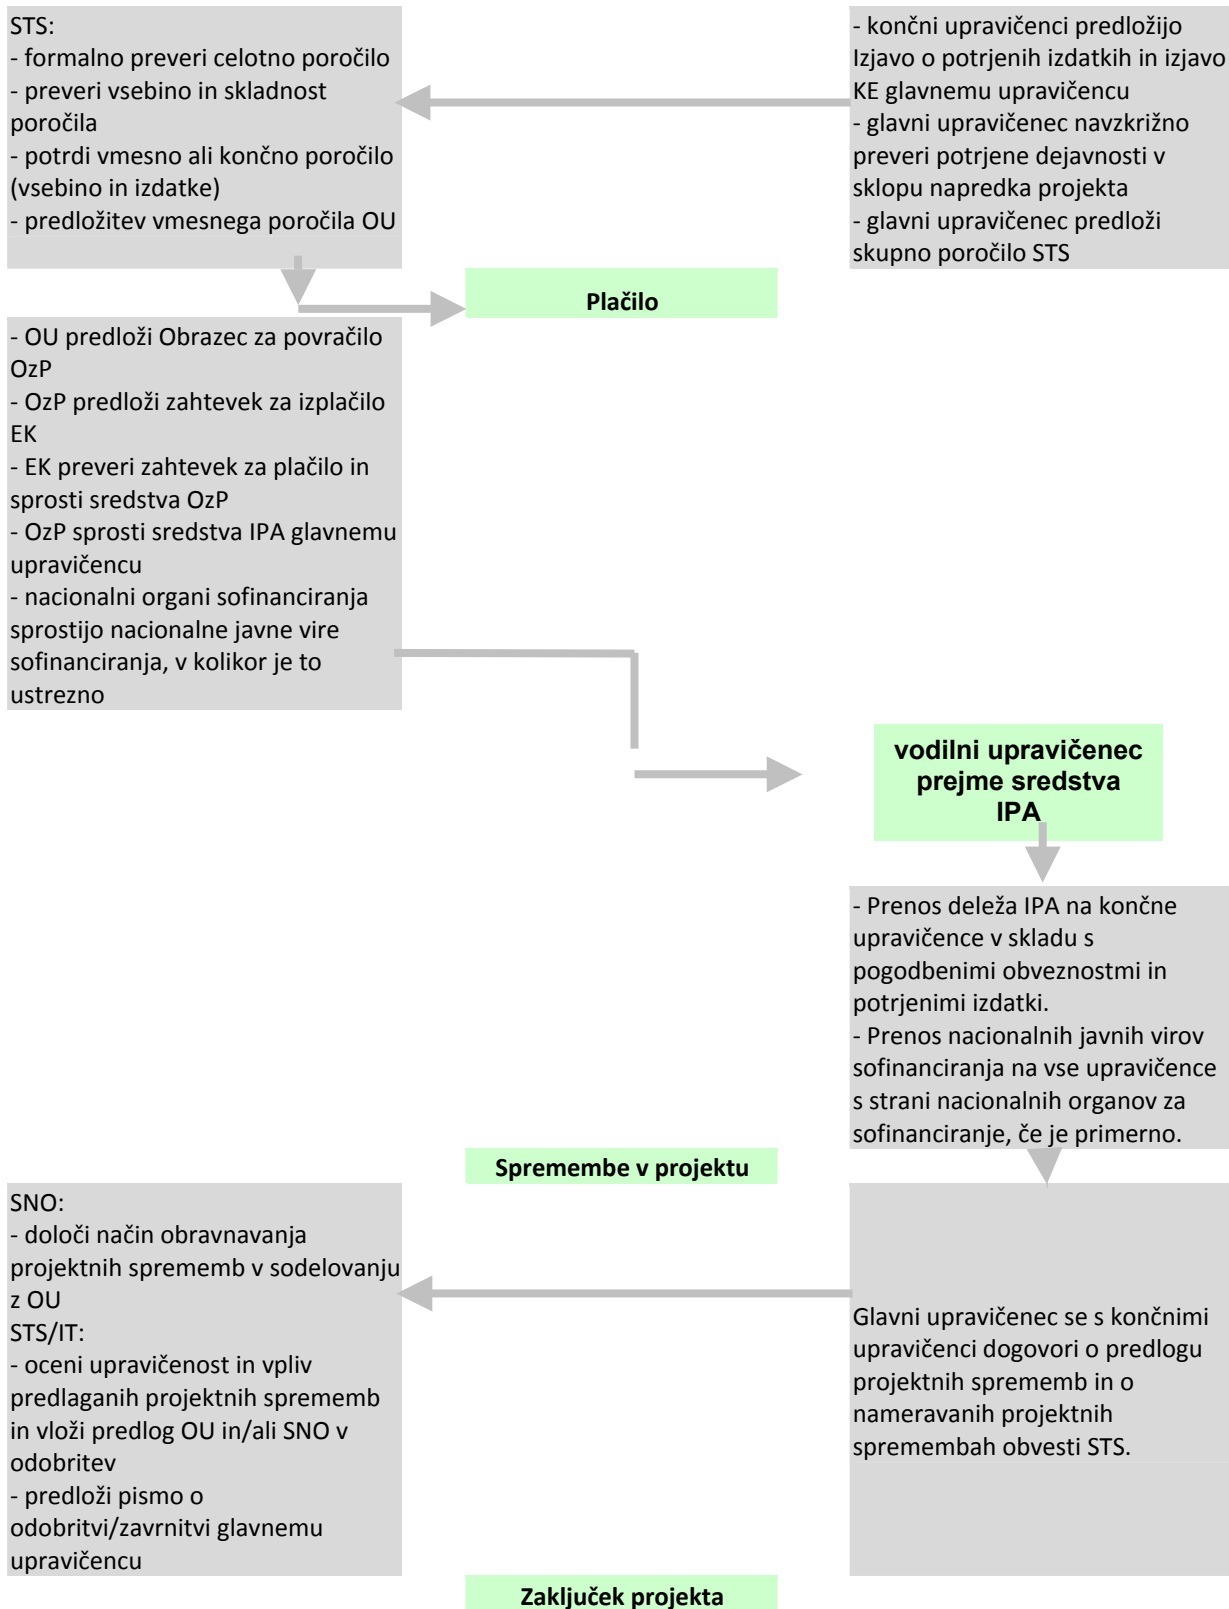 STS:
- formalno preveri celotno poročilo
- preveri vsebino in skladnost
poročila
- potrdi vmesno ali končno poročilo
(vsebino in izdatke)
- predložitev vmesnega poročila OU
- končni upravičenci predložijo
Izjavo o potrjenih izdatkih in izjavo
KE glavnemu upravičencu
- glavni upravičenec navzkrižno
preveri potrjene dejavnosti v
sklopu napredka projekta
- glavni upravičenec predloži
skupno poročilo STS
Plačilo
- OU predloži Obrazec za povračilo
OzP
- OzP predloži zahtevek za izplačilo
EK
- EK preveri zahtevek za plačilo in
sprosti sredstva OzP
- OzP sprosti sredstva IPA glavnemu
upravičencu
- nacionalni organi sofinanciranja
sprostijo nacionalne javne vire
sofinanciranja, v kolikor je to
ustrezno
vodilni upravičenec
prejme sredstva
IPA
- Prenos deleža IPA na končne
upravičence v skladu s
pogodbenimi obveznostmi in
potrjenimi izdatki.
- Prenos nacionalnih javnih virov
sofinanciranja na vse upravičence
s strani nacionalnih organov za
sofinanciranje, če je primerno.
Spremembe v projektu
SNO:
- določi način obravnavanja
projektnih sprememb v sodelovanju
z OU
STS/IT:
- oceni upravičenost in vpliv
predlaganih projektnih sprememb
in vloži predlog OU in/ali SNO v
odobritev
- predloži pismo o
odobritvi/zavrnitvi glavnemu
upravičencu
Glavni upravičenec se s končnimi
upravičenci dogovori o predlogu
projektnih sprememb in o
nameravanih projektnih
spremembah obvesti STS.
Zaključek projekta